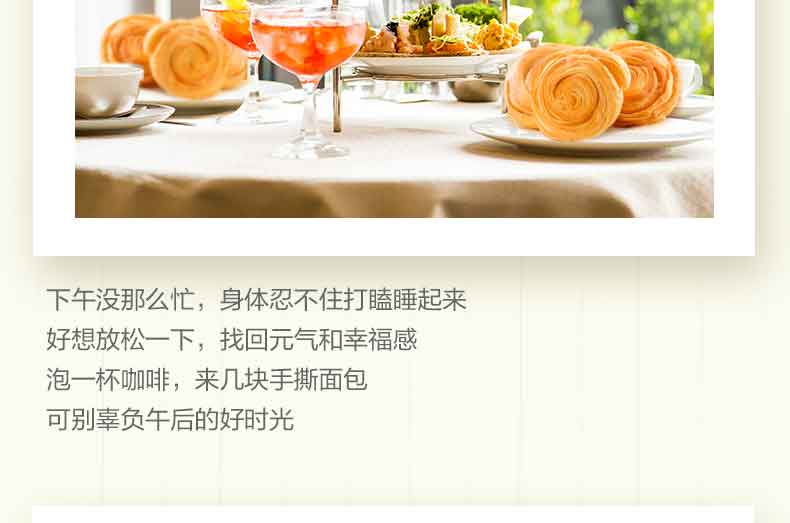 下午没那么忙，身体忍不住打瞌睡起来
好想放松一下，找回元气和幸福感
泡一杯咖啡，来几块手撕面包
可别辜负午后的好时光